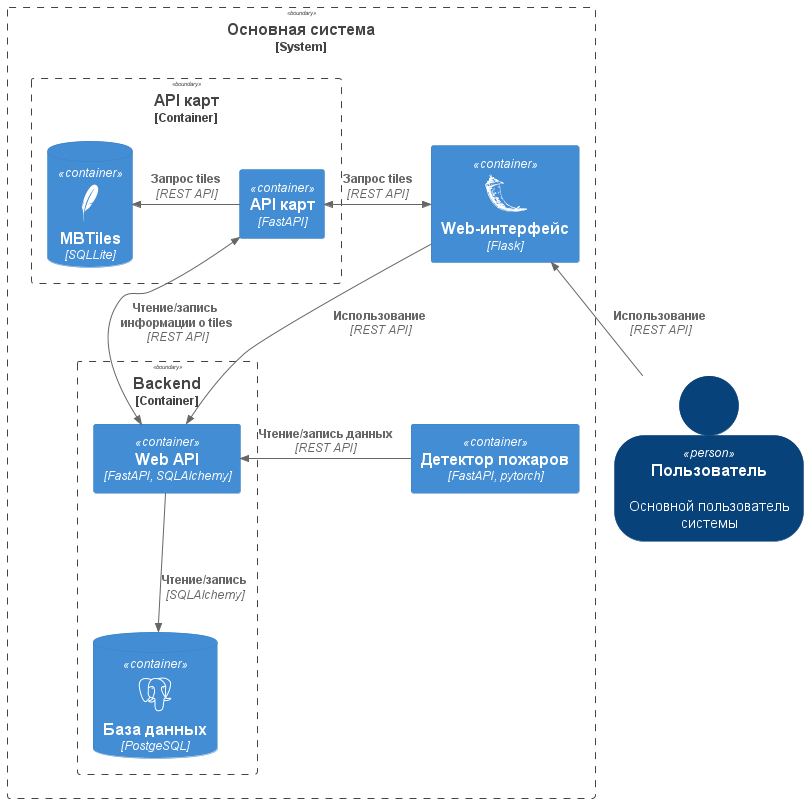 «boundary»
Основная система
[System]
«boundary»
API карт
[Container]
«container»
MBTiles
[SQLLite]
Запрос tiles
[REST API]
«container»
API карт
[FastAPI]
Запрос tiles
[REST API]
«container»
Web-интерфейс
[Flask]
Чтение/запись
информации о tiles
[REST API]
Использование
[REST API]
Использование
[REST API]
«boundary»
Backend
[Container]
«container»
Web API
[FastAPI, SQLAlchemy]
Чтение/запись данных
[REST API]
«container»
Детектор пожаров
[FastAPI, pytorch]
«person»
Пользователь
Основной пользователь
системы
Чтение/запись
[SQLAlchemy]
«container»
База данных
[PostgeSQL]